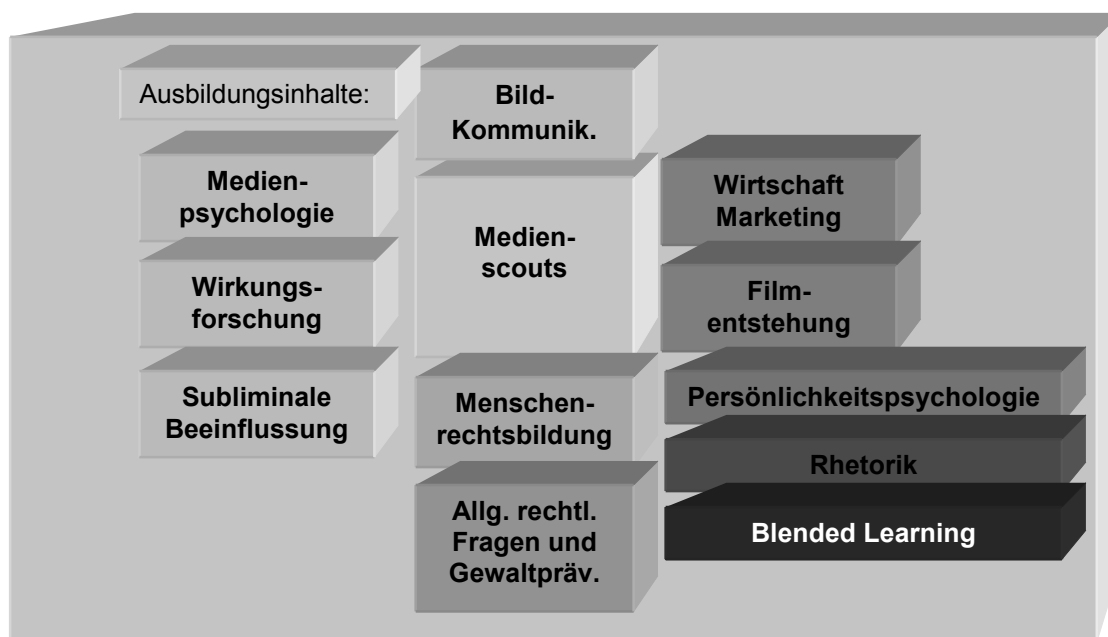 Ausbildungsinhalte:
Bild-
Kommunik.
Medien-
psychologie
Medien-
scouts
Wirtschaft
Marketing
Wirkungs-
forschung
Film-
entstehung
Subliminale
Beeinflussung
Menschen-
rechtsbildung
Persönlichkeitspsychologie
Rhetorik
Allg. rechtl.
Fragen und
Gewaltpräv.
Blended Learning